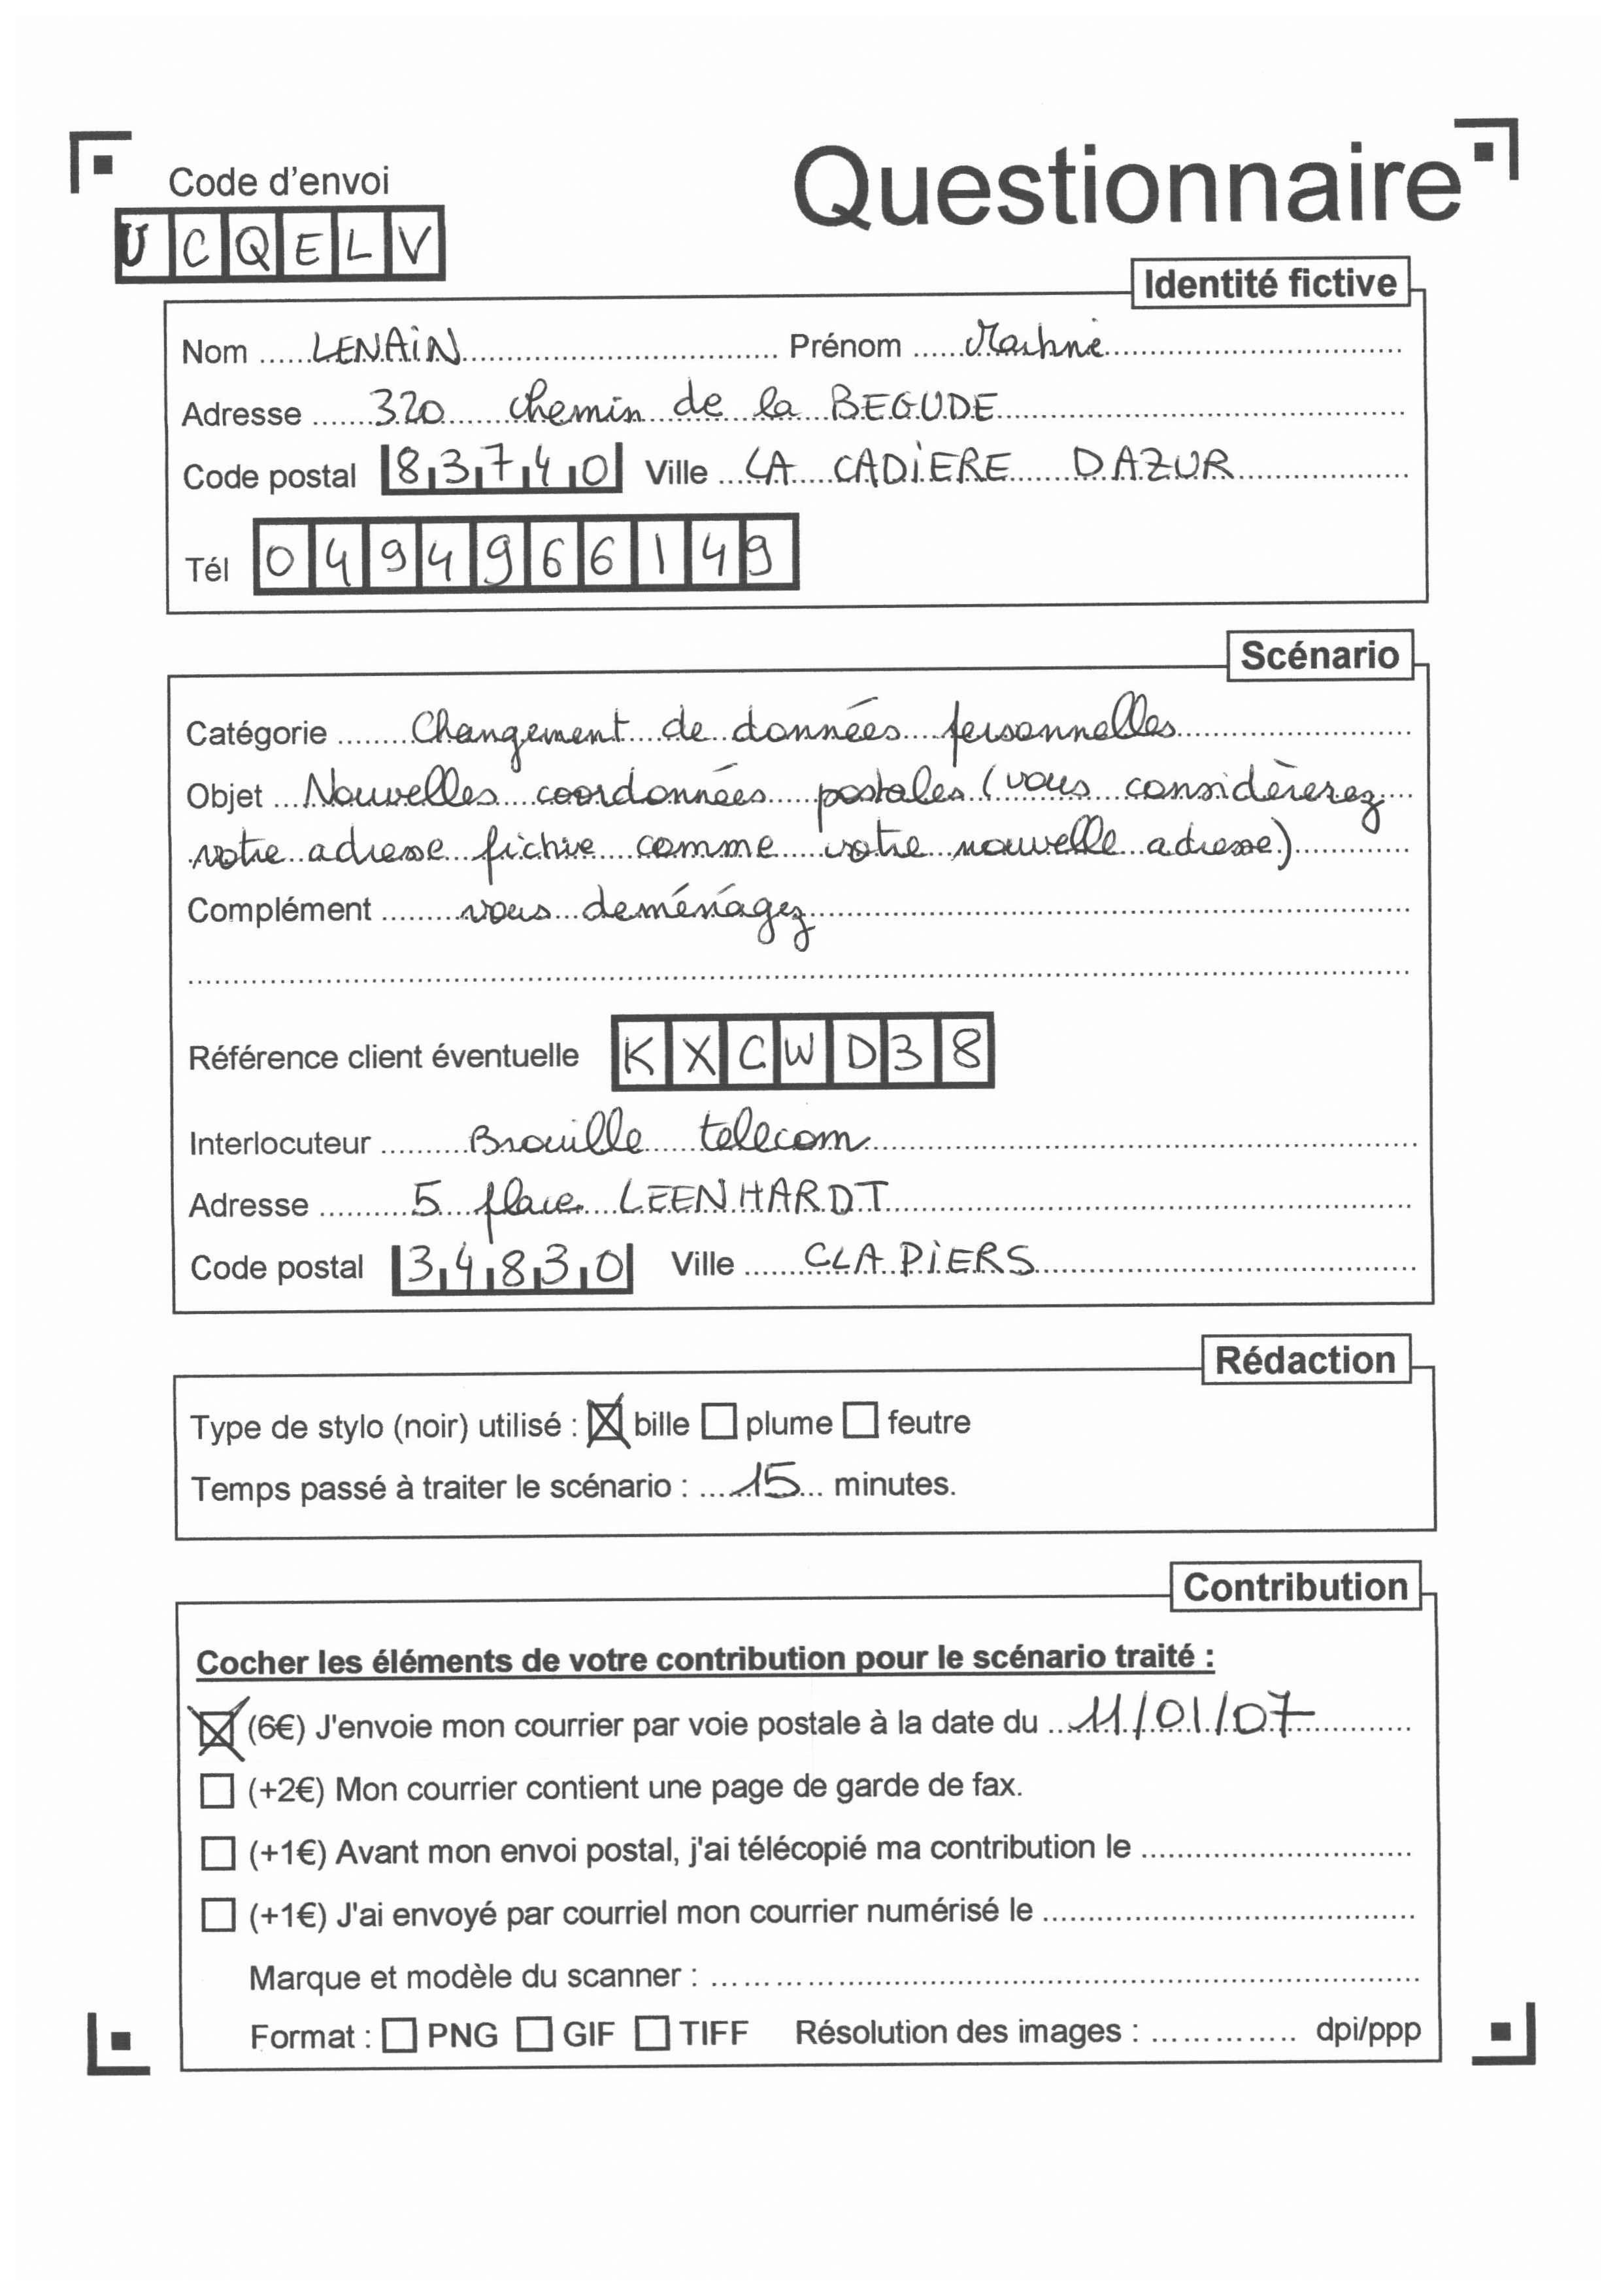 Code d'envoi
Questionnaire
UCQELV
Identité fictive
Nom ...... LENAIN ...... Prénom ...... Martine ......
Adresse ...... 320 chemin de la BEGUDE ......
Code postal 83740 Ville ... LA CADIERE DAZUR ......
Tél 0494966149
Scénario
Catégorie ...... Changement de données personnelles ......
Objet ... Nouvelles coordonnées postales (vous considèrerez
votre adresse fictive comme votre nouvelle adresse) ......
Complément ...... vous deménagez ......
Référence client éventuelle KXCWD38
Interlocuteur ...... Brouille telecom ......
Adresse ...... 5 place LEENHARDT ......
Code postal 34830 Ville ...... CLAPIERS ......
Rédaction
Type de stylo (noir) utilisé : ☒ bille ☐ plume ☐ feutre
Temps passé à traiter le scénario : ... 15 ... minutes.
Contribution
Cocher les éléments de votre contribution pour le scénario traité :
☒ (6€) J'envoie mon courrier par voie postale à la date du ... 11/01/07 ......
☐ (+2€) Mon courrier contient une page de garde de fax.
☐ (+1€) Avant mon envoi postal, j'ai télécopié ma contribution le ......
☐ (+1€) J'ai envoyé par courriel mon courrier numérisé le ......
Marque et modèle du scanner : ......
Format : ☐ PNG ☐ GIF ☐ TIFF Résolution des images : ...... dpi/ppp